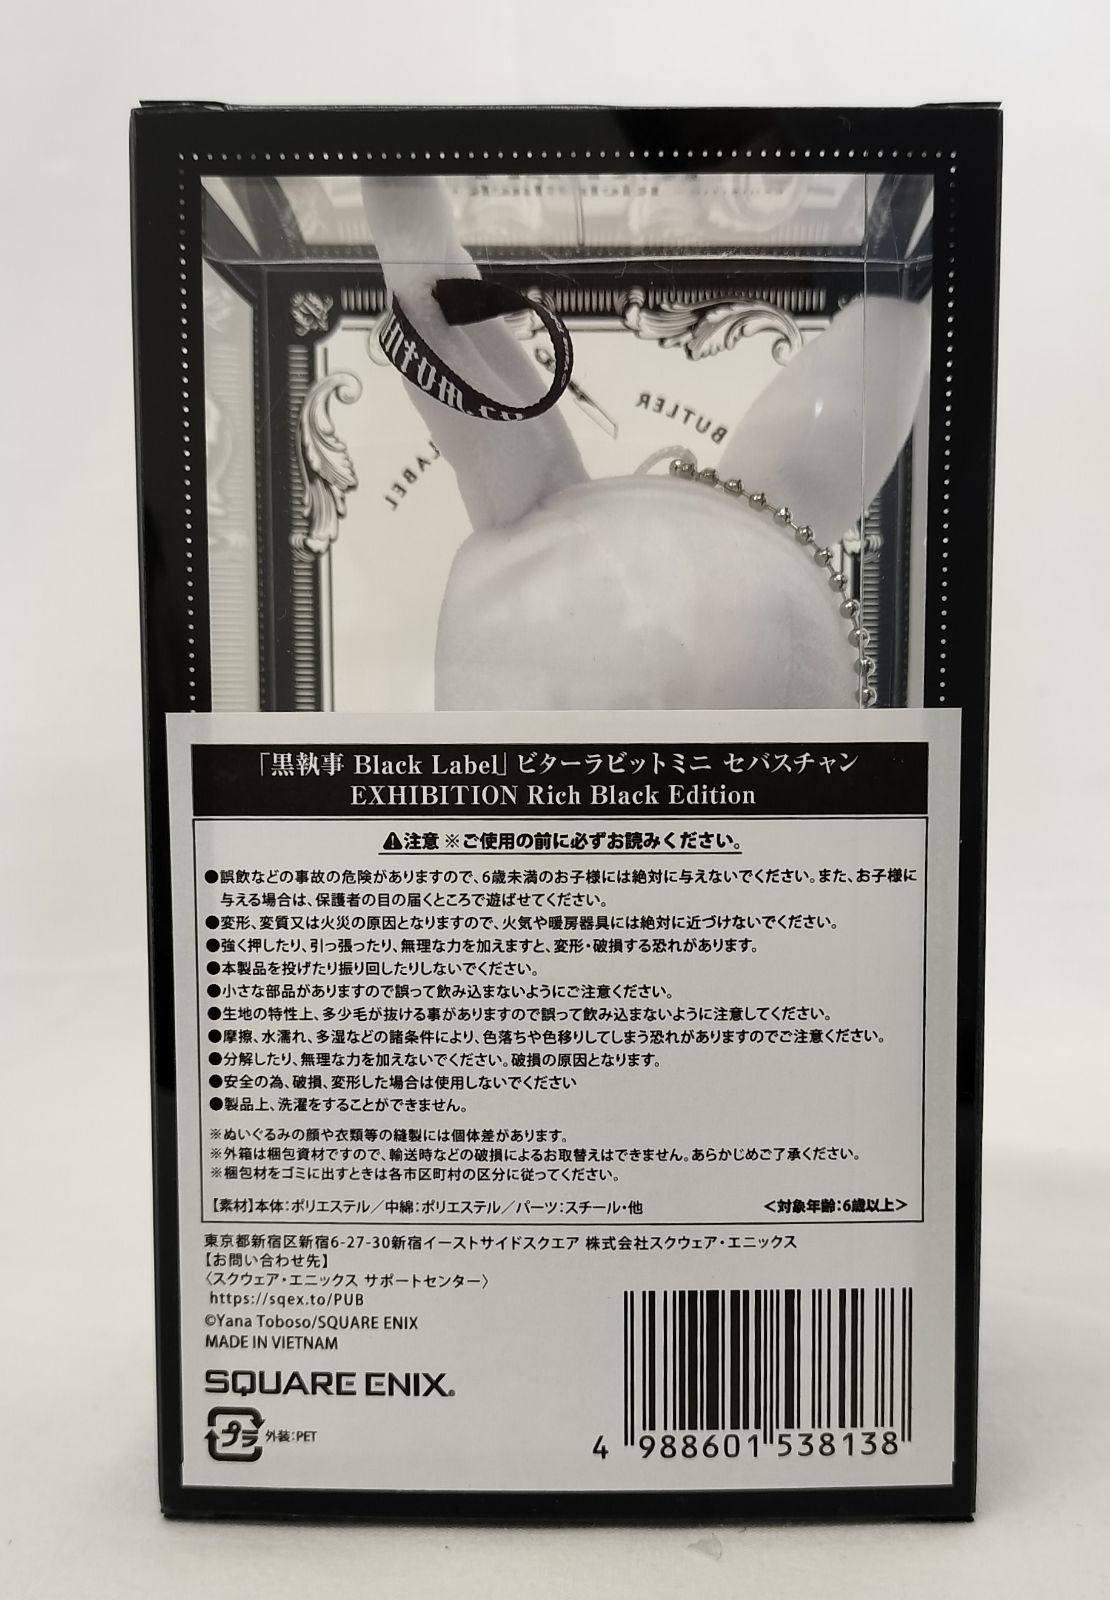 ntom.co
BUTLER
LABEL
「黒執事 Black Label」ビターラビットミニ セバスチャン
EXHIBITION Rich Black Edition
⚠注意 ※ご使用の前に必ずお読みください。
●誤飲などの事故の危険がありますので、6歳未満のお子様には絶対に与えないでください。また、お子様に
与える場合は、保護者の目の届くところで遊ばせてください。
●変形、変質又は火災の原因となりますので、火気や暖房器具には絶対に近づけないでください。
●強く押したり、引っ張ったり、無理な力を加えますと、変形・破損する恐れがあります。
●本製品を投げたり振り回したりしないでください。
●小さな部品がありますので誤って飲み込まないようにご注意ください。
●生地の特性上、多少毛が抜ける事がありますので誤って飲み込まないように注意してください。
●摩擦、水濡れ、多湿などの諸条件により、色落ちや色移りしてしまう恐れがありますのでご注意ください。
●分解したり、無理な力を加えないでください。破損の原因となります。
●安全の為、破損、変形した場合は使用しないでください
●製品上、洗濯をすることができません。
※ぬいぐるみの顔や衣類等の縫製には個体差があります。
※外箱は梱包資材ですので、輸送時などの破損によるお取替えはできません。あらかじめご了承ください。
※梱包材をゴミに出すときは各市区町村の区分に従ってください。
【素材】本体：ポリエステル／中綿：ポリエステル／パーツ：スチール・他 ＜対象年齢：6歳以上＞
東京都新宿区新宿6-27-30新宿イーストサイドスクエア 株式会社スクウェア・エニックス
【お問い合わせ先】
〈スクウェア・エニックス サポートセンター〉
https://sqex.to/PUB
©Yana Toboso/SQUARE ENIX
MADE IN VIETNAM
SQUARE ENIX.
プラ 外装：PET
4 988601 538138